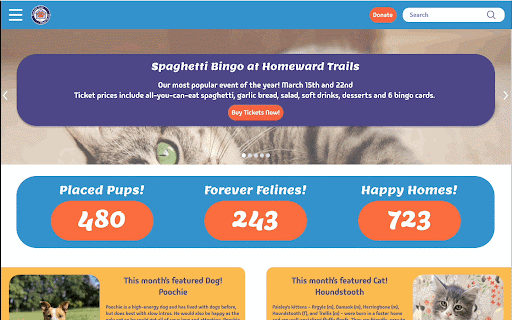 Donate
Search
Spaghetti Bingo at Homeward Trails
Our most popular event of the year! March 15th and 22nd
Ticket prices include all-you-can-eat spaghetti, garlic bread, salad, soft drinks, desserts and 6 bingo cards.
Buy Tickets Now!
Placed Pups!
480
Forever Felines!
243
Happy Homes!
723
This month's featured Dog!
Poochie
Poochie is a high-energy dog and has lived with dogs before,
but does best with slow intros. He would also be happy as the
This month's featured Cat!
Houndstooth
Paisley's kittens - Argyle (m), Damask (m), Herringbone (m),
Houndstooth (f), and Trellis (m) - were born in a foster home